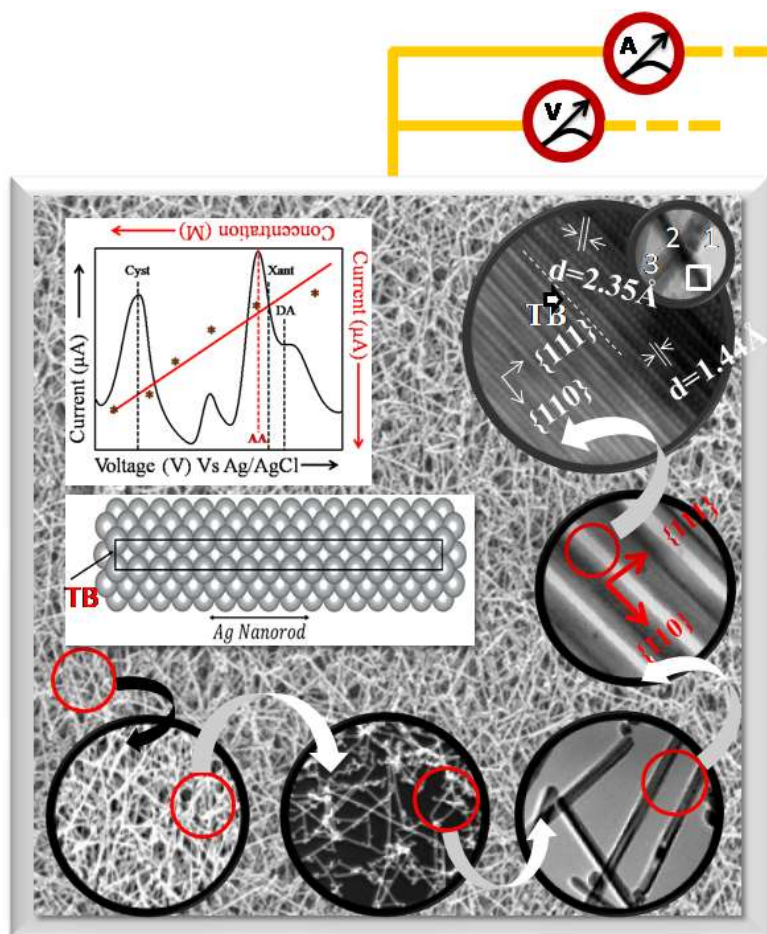 A
V
Concentration (M)
Current (μA)
Cyst
Xant
DA
Current (μA)
AA
Voltage (V) Vs Ag/AgCl
1
2
3
d=2.35Å
TB
{111}
d=1.44Å
{110}
TB
Ag Nanorod
{111}
{110}